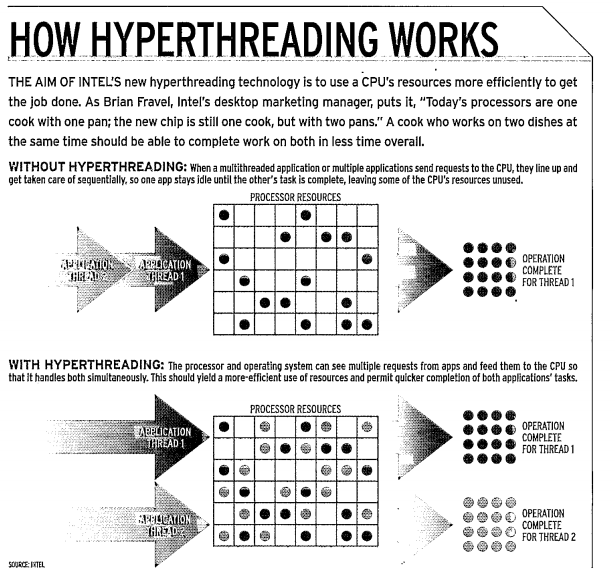 HOW HYPERTHREADING WORKS
THE AIM OF INTEL'S new hyperthreading technology is to use a CPU's resources more efficiently to get
the job done. As Brian Fravel, Intel's desktop marketing manager, puts it, "Today's processors are one
cook with one pan; the new chip is still one cook, but with two pans." A cook who works on two dishes at
the same time should be able to complete work on both in less time overall.
WITHOUT HYPERTHREADING: When a multithreaded application or multiple applications send requests to the CPU, they line up and
get taken care of sequentially, so one app stays idle until the other's task is complete, leaving some of the CPU's resources unused.
PROCESSOR RESOURCES
APPLICATION
THREAD 2
APPLICATION
THREAD 1
OPERATION
COMPLETE
FOR THREAD 1
WITH HYPERTHREADING: The processor and operating system can see multiple requests from apps and feed them to the CPU so
that it handles both simultaneously. This should yield a more-efficient use of resources and permit quicker completion of both applications' tasks.
PROCESSOR RESOURCES
APPLICATION
THREAD 1
OPERATION
COMPLETE
FOR THREAD 1
APPLICATION
THREAD 2
OPERATION
COMPLETE
FOR THREAD 2
SOURCE: INTEL